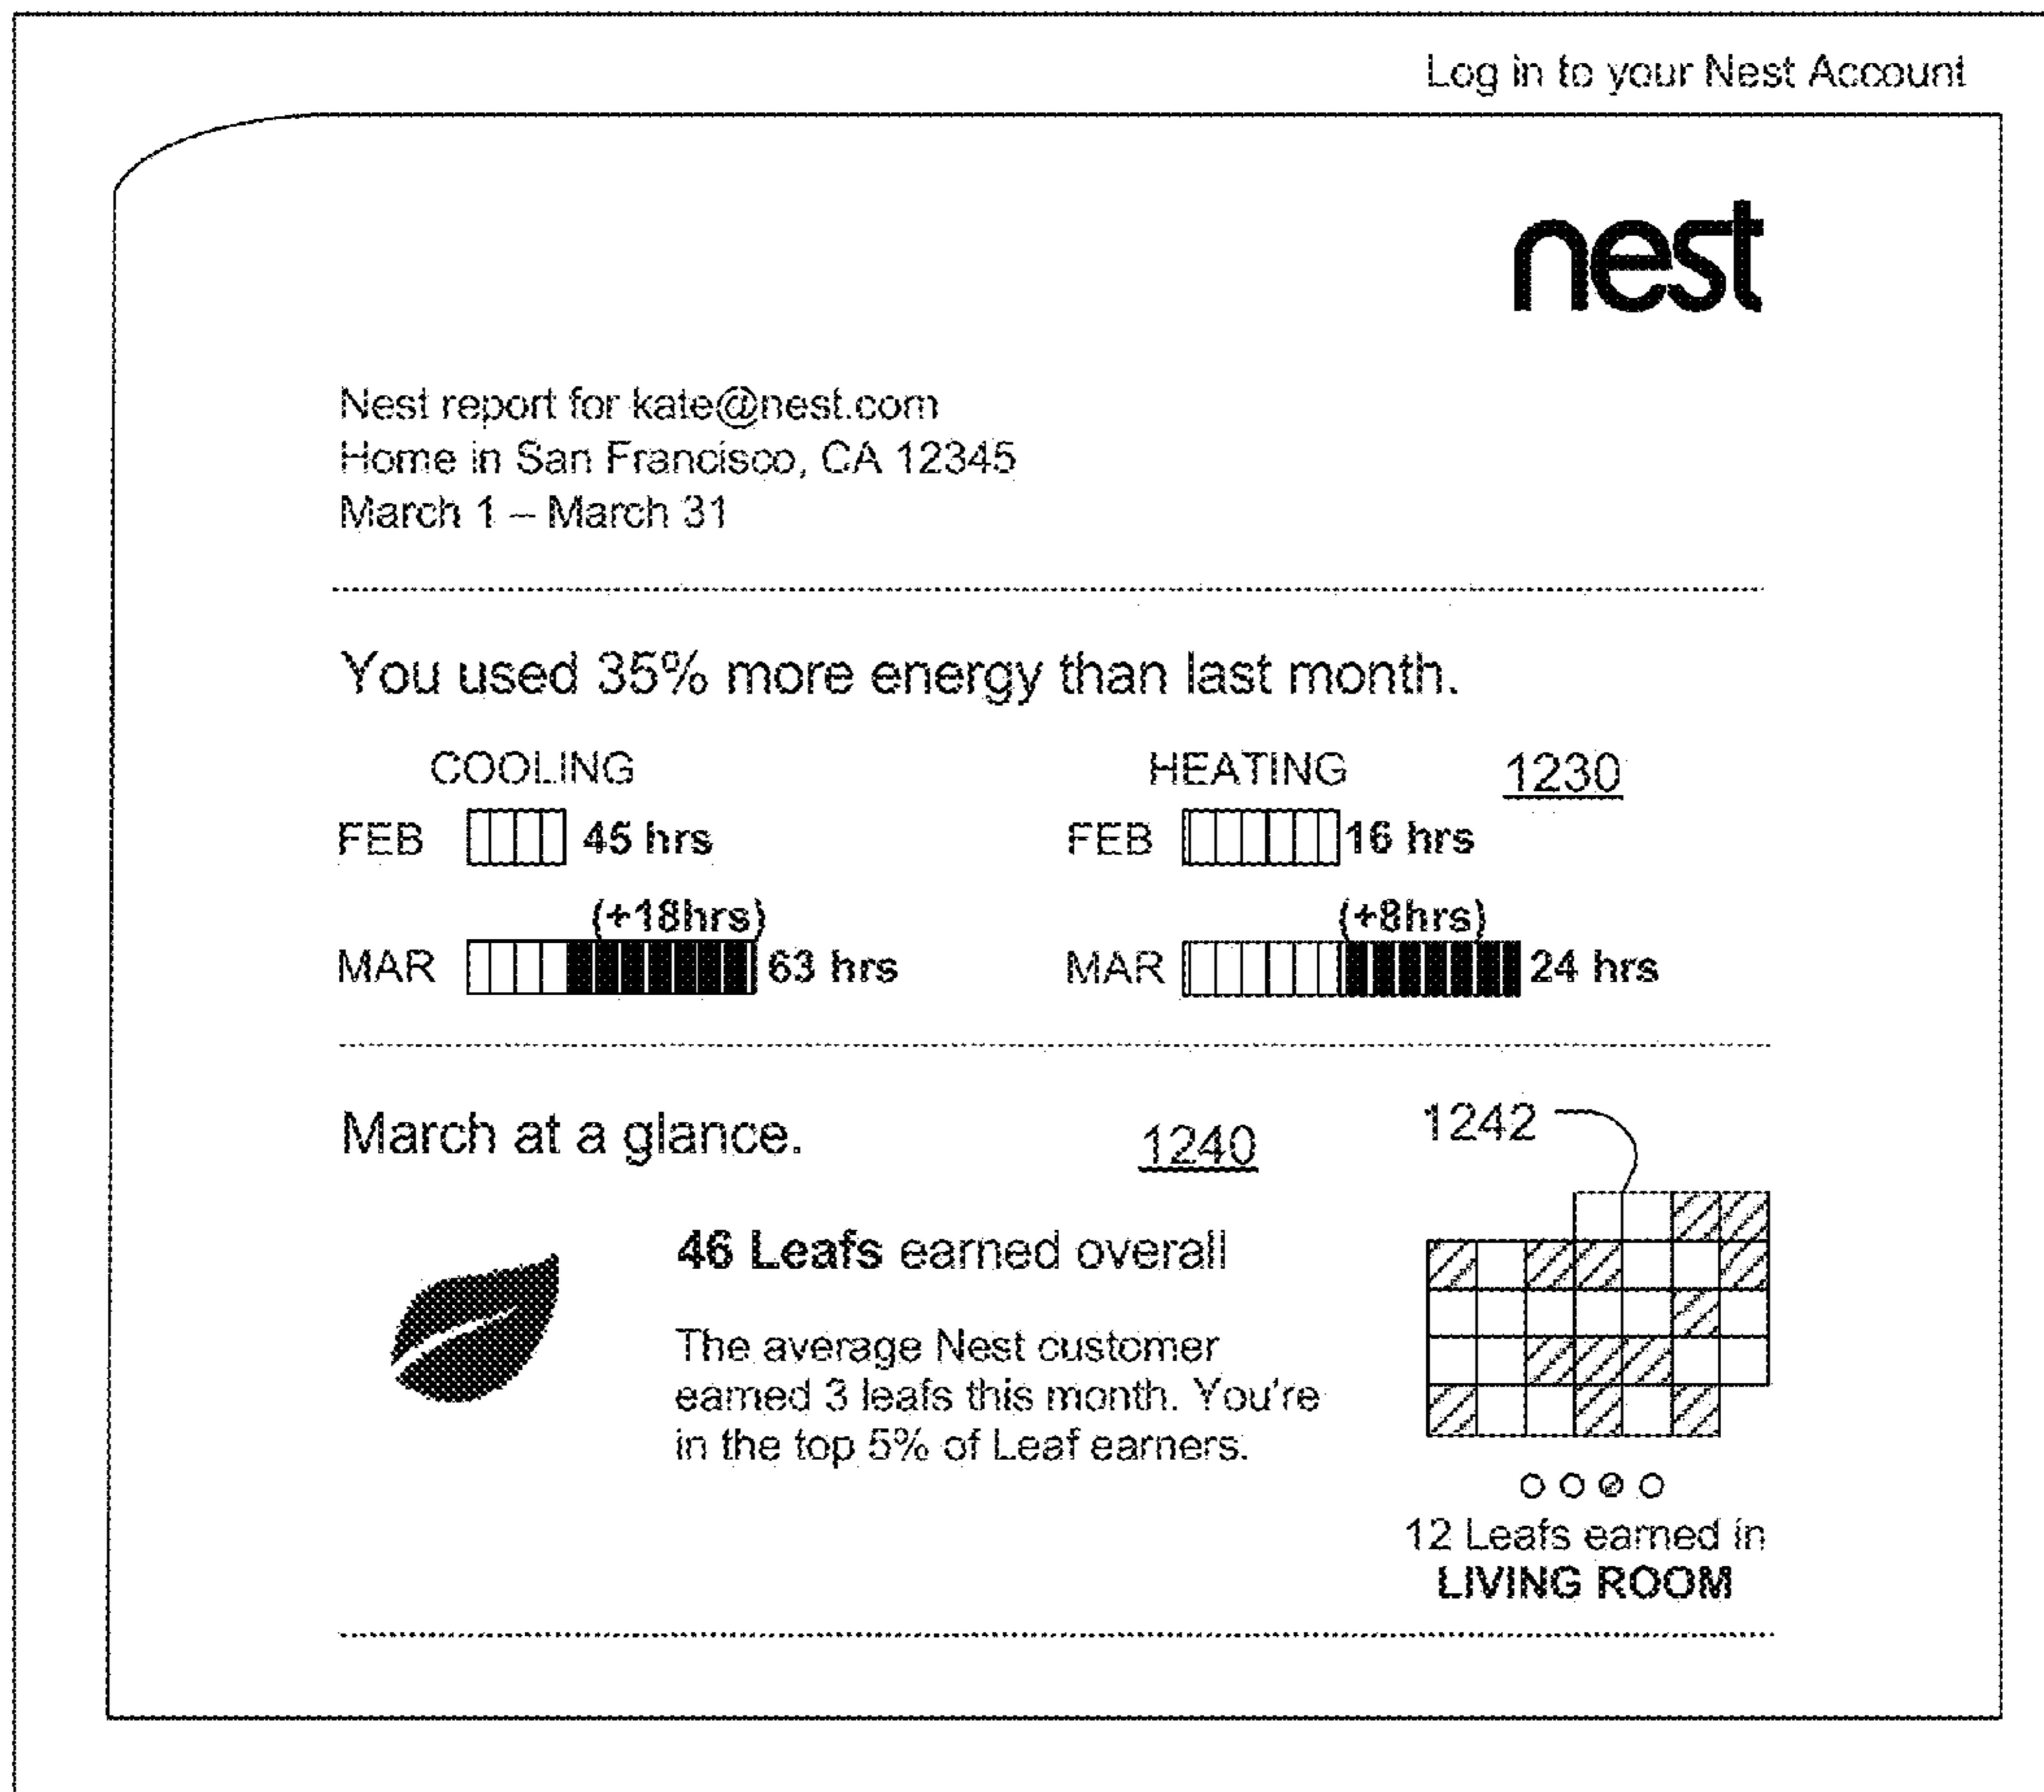 Log in to your Nest Account
nest
Nest report for kate@nest.com
Home in San Francisco, CA 12345
March 1 – March 31
You used 35% more energy than last month.
COOLING
HEATING
1230
FEB 45 hrs
FEB 16 hrs
(+18hrs)
(+8hrs)
MAR 63 hrs
MAR 24 hrs
March at a glance.
1240
1242
46 Leafs earned overall
The average Nest customer
earned 3 leafs this month. You're
in the top 5% of Leaf earners.
12 Leafs earned in
LIVING ROOM